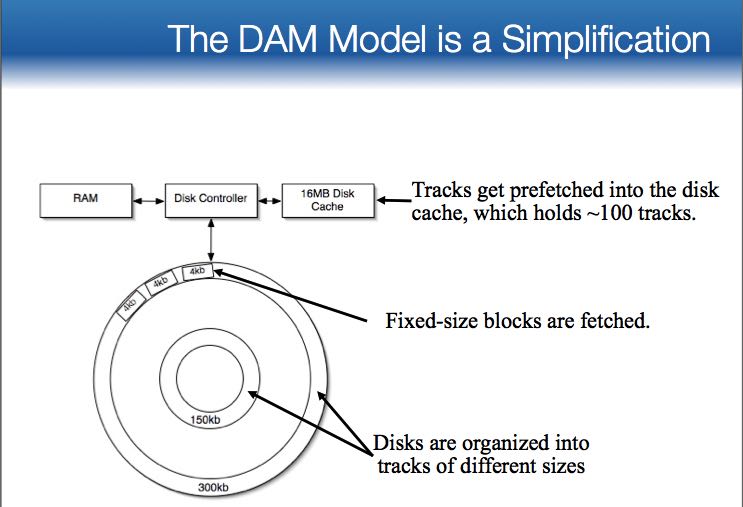 The DAM Model is a Simplification
RAM
Disk Controller
16MB Disk
Cache
Tracks get prefetched into the disk
cache, which holds ~100 tracks.
4kb
4kb
4kb
Fixed-size blocks are fetched.
150kb
Disks are organized into
tracks of different sizes
300kb